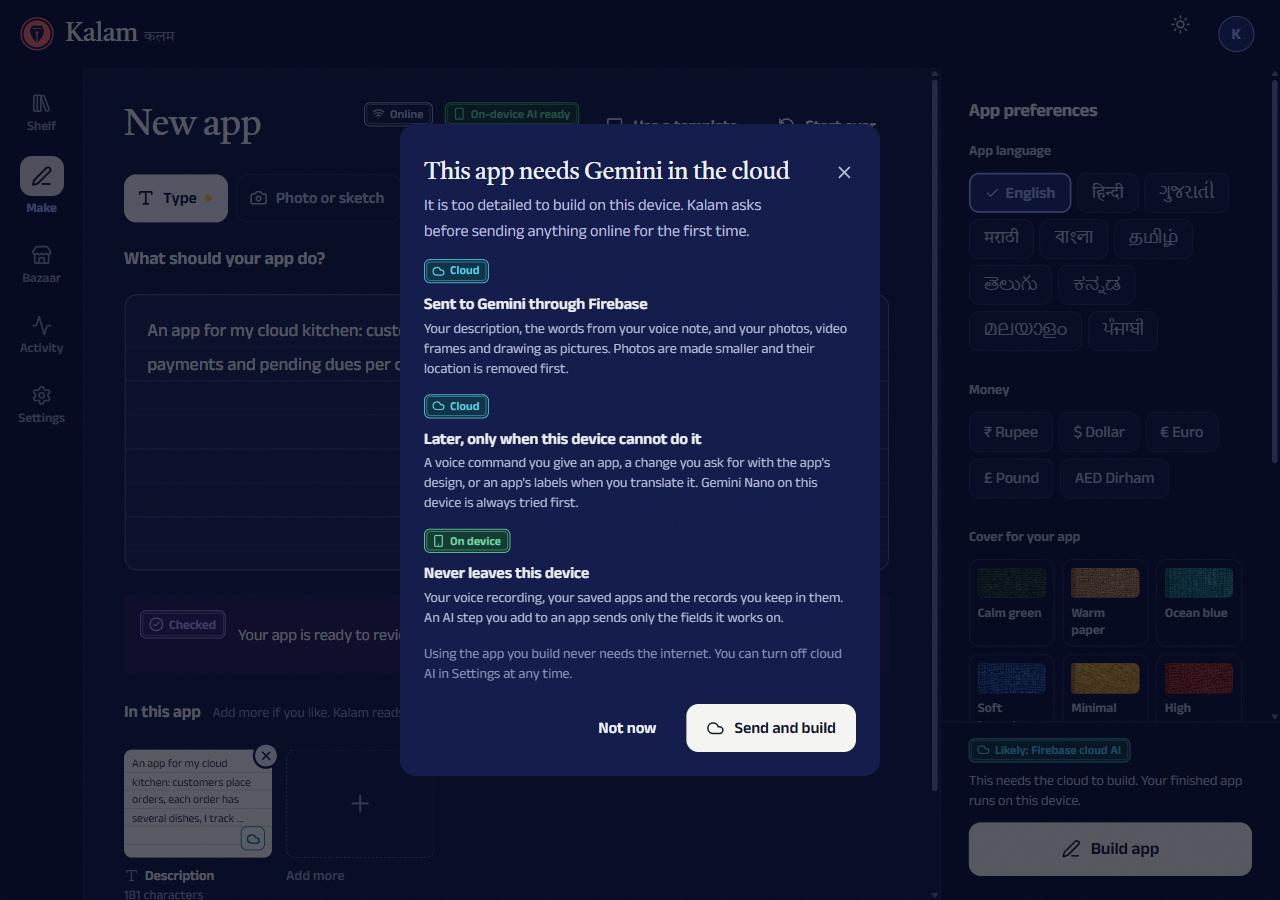 Kalam कलम
K
Shelf
Make
Bazaar
Activity
Settings
New app
Online
On-device AI ready
Type
Photo or sketch
What should your app do?
An app for my cloud kitchen:
payments and pending dues per
Checked
Your app is ready to
In this app
Add more if you like. Kalam reads
An app for my cloud
kitchen: customers place
orders, each order has
several dishes, I track ...
Description
181 characters
Add more
This app needs Gemini in the cloud
It is too detailed to build on this device. Kalam asks
before sending anything online for the first time.
Cloud
Sent to Gemini through Firebase
Your description, the words from your voice note, and your photos, video
frames and drawing as pictures. Photos are made smaller and their
location is removed first.
Cloud
Later, only when this device cannot do it
A voice command you give an app, a change you ask for with the app's
design, or an app's labels when you translate it. Gemini Nano on this
device is always tried first.
On device
Never leaves this device
Your voice recording, your saved apps and the records you keep in them.
An AI step you add to an app sends only the fields it works on.
Using the app you build never needs the internet. You can turn off cloud
AI in Settings at any time.
Not now
Send and build
App preferences
App language
English
हिन्दी
ગુજરાતી
मराठी
বাংলা
தமிழ்
తెలుగు
ಕನ್ನಡ
മലയാളം
ਪੰਜਾਬੀ
Money
₹ Rupee
$ Dollar
€ Euro
£ Pound
AED Dirham
Cover for your app
Calm green
Warm
paper
Ocean blue
Soft
Minimal
High
Likely: Firebase cloud AI
This needs the cloud to build. Your finished app
runs on this device.
Build app